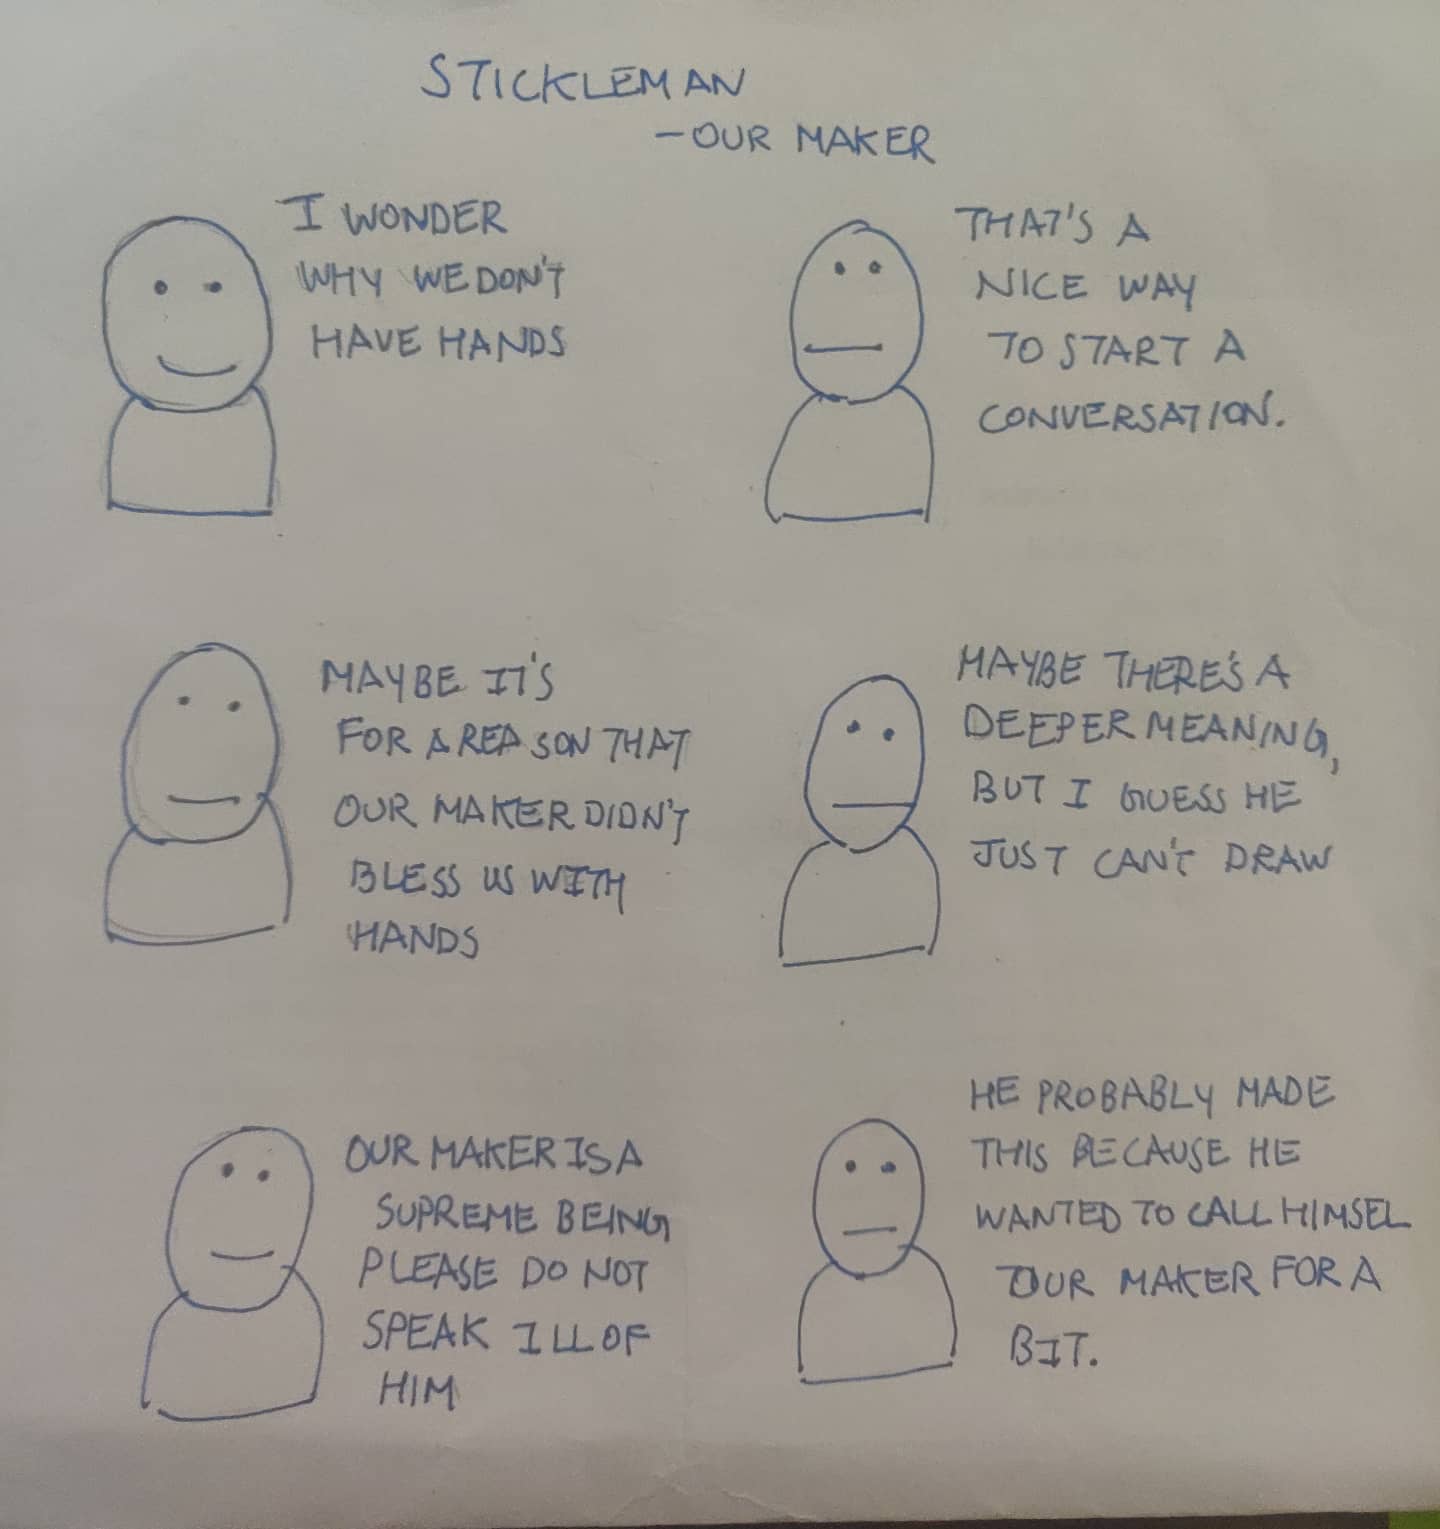 STICKLEMAN
-OUR MAKER
I WONDER
WHY WE DON'T
HAVE HANDS
THAT'S A
NICE WAY
TO START A
CONVERSATION.
MAYBE IT'S
FOR A REASON THAT
OUR MAKER DIDN'T
BLESS US WITH
HANDS
MAYBE THERE'S A
DEEPER MEANING,
BUT I GUESS HE
JUST CAN'T DRAW
OUR MAKER IS A
SUPREME BEING
PLEASE DO NOT
SPEAK ILL OF
HIM
HE PROBABLY MADE
THIS BECAUSE HE
WANTED TO CALL HIMSEL
OUR MAKER FOR A
BIT.